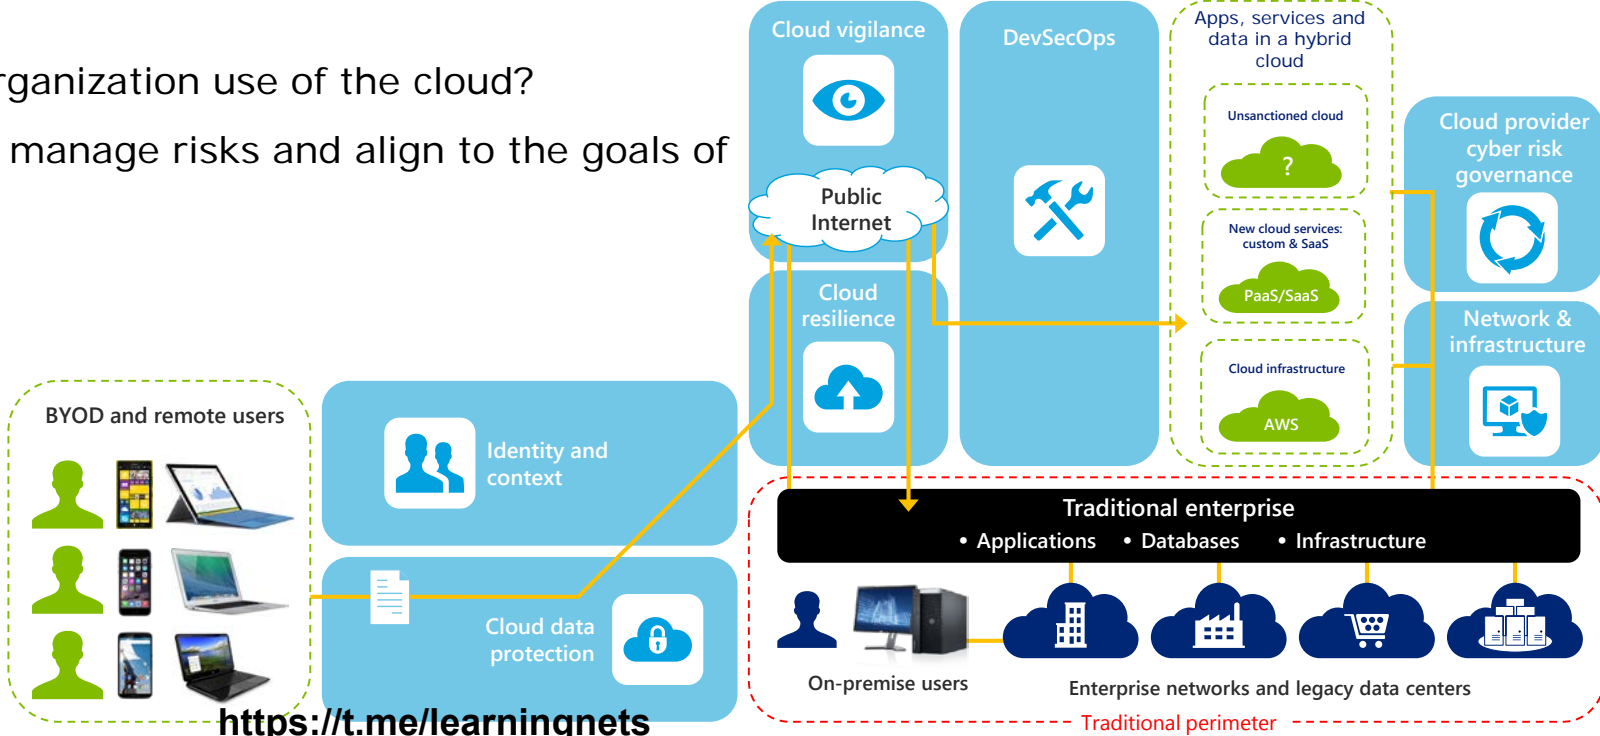 organization use of the cloud?
manage risks and align to the goals of
Cloud vigilance
Public
Internet
Cloud
resilience
DevSecOps
Apps, services and
data in a hybrid
cloud
Unsanctioned cloud
?
New cloud services:
custom & SaaS
PaaS/SaaS
Cloud infrastructure
AWS
Cloud provider
cyber risk
governance
Network &
infrastructure
BYOD and remote users
Identity and
context
Cloud data
protection
Traditional enterprise
• Applications • Databases • Infrastructure
On-premise users
Enterprise networks and legacy data centers
Traditional perimeter
https://t.me/learningnets